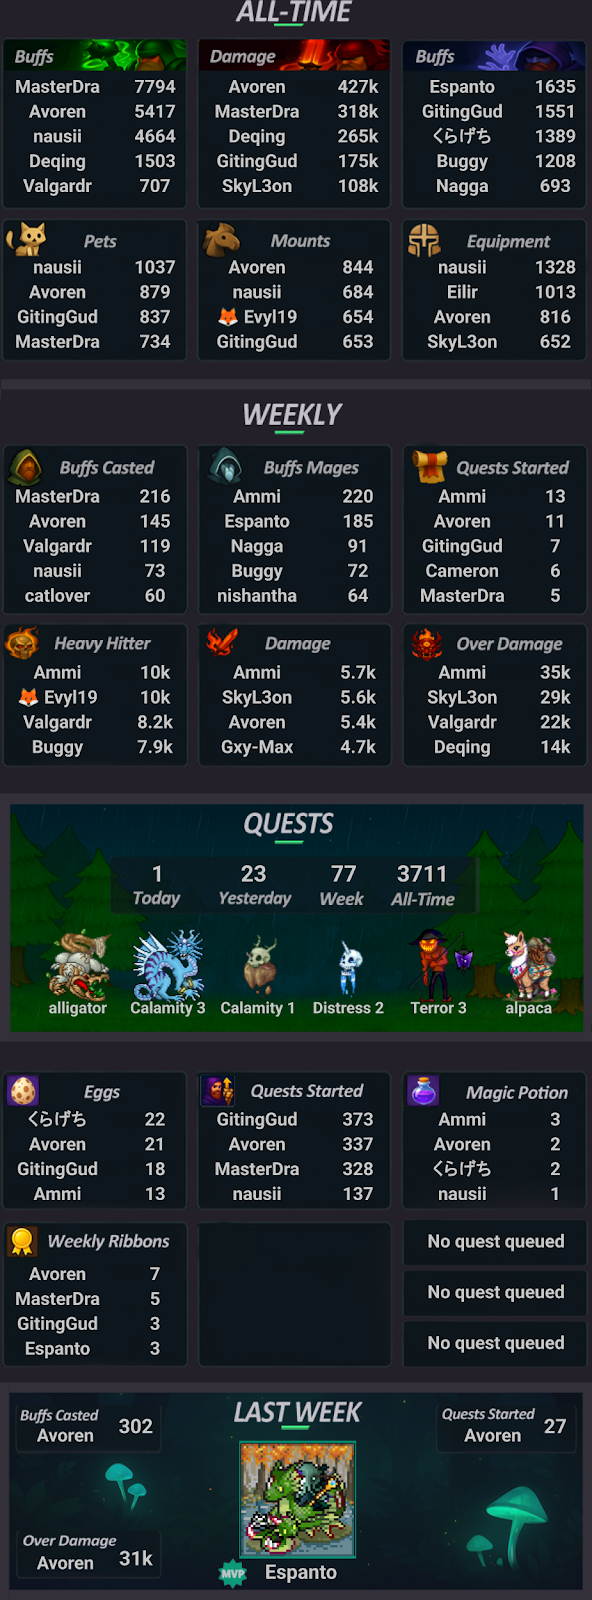 ALL-TIME
Buffs
MasterDra 7794
Avoren 5417
nausii 4664
Deqing 1503
Valgardr 707
Damage
Avoren 427k
MasterDra 318k
Deqing 265k
GitingGud 175k
SkyL3on 108k
Buffs
Espanto 1635
GitingGud 1551
くらげち 1389
Buggy 1208
Nagga 693
Pets
nausii 1037
Avoren 879
GitingGud 837
MasterDra 734
Mounts
Avoren 844
nausii 684
🦊 Evyl19 654
GitingGud 653
Equipment
nausii 1328
Eilir 1013
Avoren 816
SkyL3on 652
WEEKLY
Buffs Casted
MasterDra 216
Avoren 145
Valgardr 119
nausii 73
catlover 60
Buffs Mages
Ammi 220
Espanto 185
Nagga 91
Buggy 72
nishantha 64
Quests Started
Ammi 13
Avoren 11
GitingGud 7
Cameron 6
MasterDra 5
Heavy Hitter
Ammi 10k
🦊 Evyl19 10k
Valgardr 8.2k
Buggy 7.9k
Damage
Ammi 5.7k
SkyL3on 5.6k
Avoren 5.4k
Gxy-Max 4.7k
Over Damage
Ammi 35k
SkyL3on 29k
Valgardr 22k
Deqing 14k
QUESTS
1 23 77 3711
Today Yesterday Week All-Time
alligator Calamity 3 Calamity 1 Distress 2 Terror 3 alpaca
Eggs
くらげち 22
Avoren 21
GitingGud 18
Ammi 13
Quests Started
GitingGud 373
Avoren 337
MasterDra 328
nausii 137
Magic Potion
Ammi 3
Avoren 2
くらげち 2
nausii 1
Weekly Ribbons
Avoren 7
MasterDra 5
GitingGud 3
Espanto 3
No quest queued
No quest queued
No quest queued
LAST WEEK
Buffs Casted
Avoren 302
Quests Started
Avoren 27
Over Damage
Avoren 31k
MVP Espanto